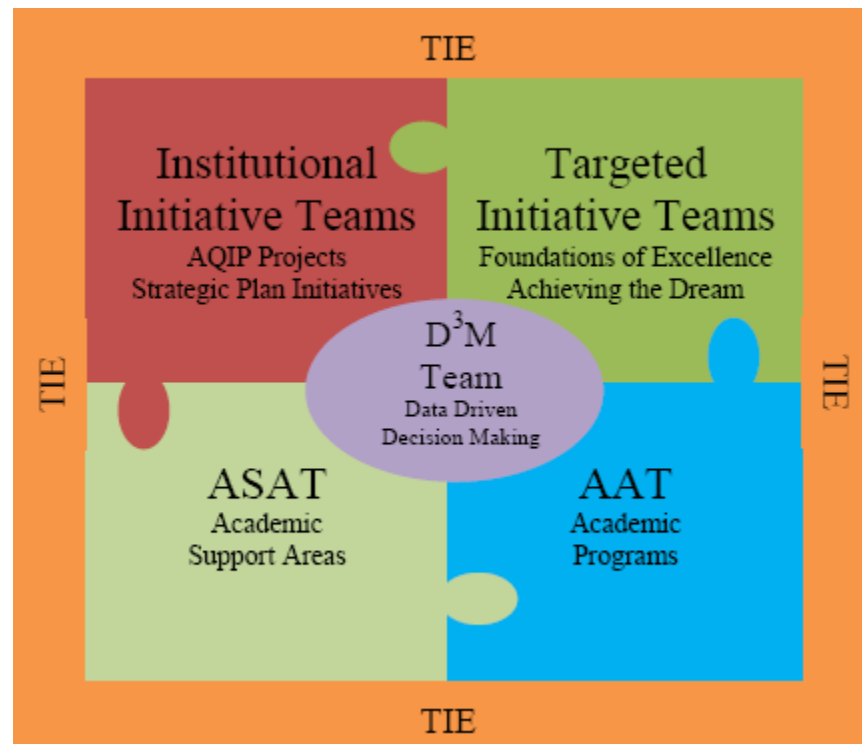 TIE
Institutional
Initiative Teams
AQIP Projects
Strategic Plan Initiatives
Targeted
Initiative Teams
Foundations of Excellence
Achieving the Dream
TIE
D³M
Team
Data Driven
Decision Making
TIE
ASAT
Academic
Support Areas
AAT
Academic
Programs
TIE